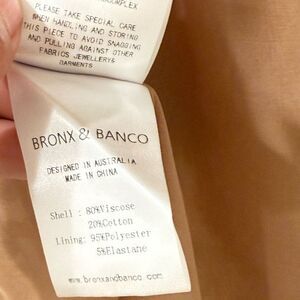 PLEASE TAKE SPECIAL CARE
WHEN HANDLING AND STORING
THIS PIECE TO AVOID SNAGGING
AND PULLING AGAINST OTHER
FABRICS JEWELLERY&
GARMENTS
BRONX & BANCO
DESIGNED IN AUSTRALIA
MADE IN CHINA
Shell : 80%Viscose
20%Cotton
Lining: 95%Polyester
5%Elastane
www.bronxandbanco.com